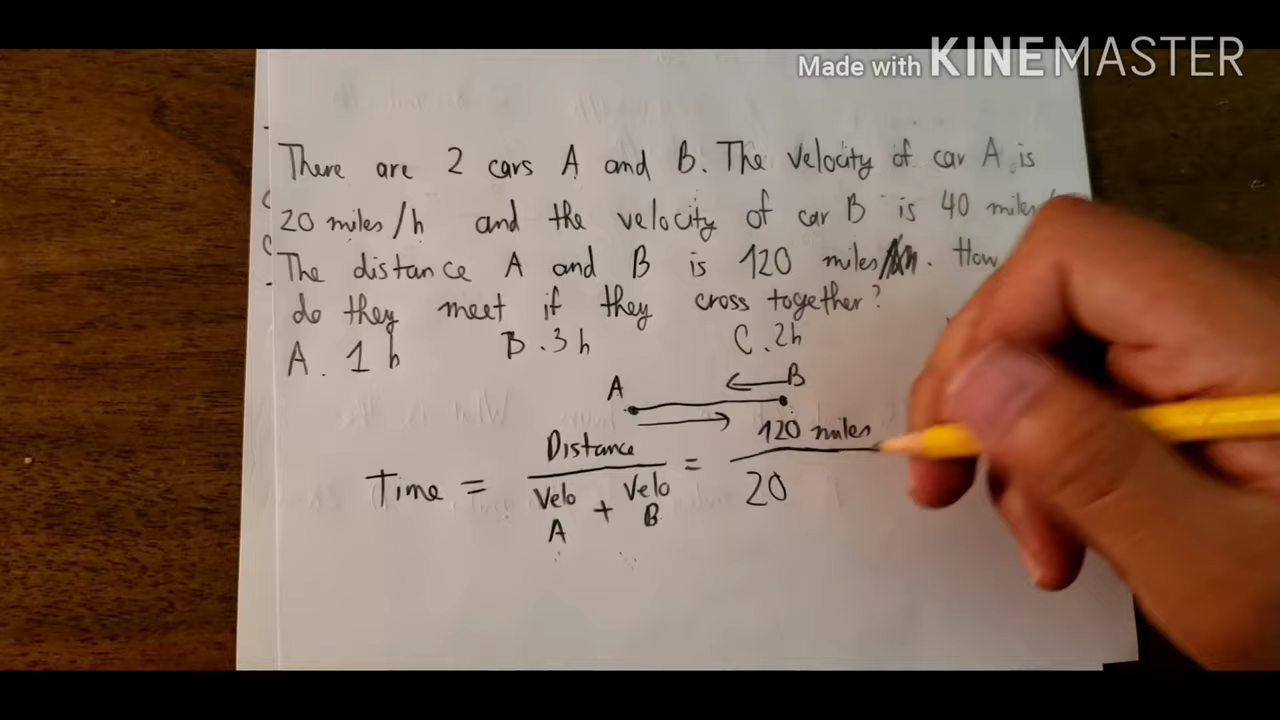 Made with KINEMASTER
There are 2 cars A and B. The velocity of car A is
20 miles/h and the velocity of car B is 40 miles/
The distance A and B is 120 miles. How
do they meet if they cross together?
A. 1 h B. 3 h C. 2h
A B
Time = Distance / Velo A + Velo B = 120 miles / 20